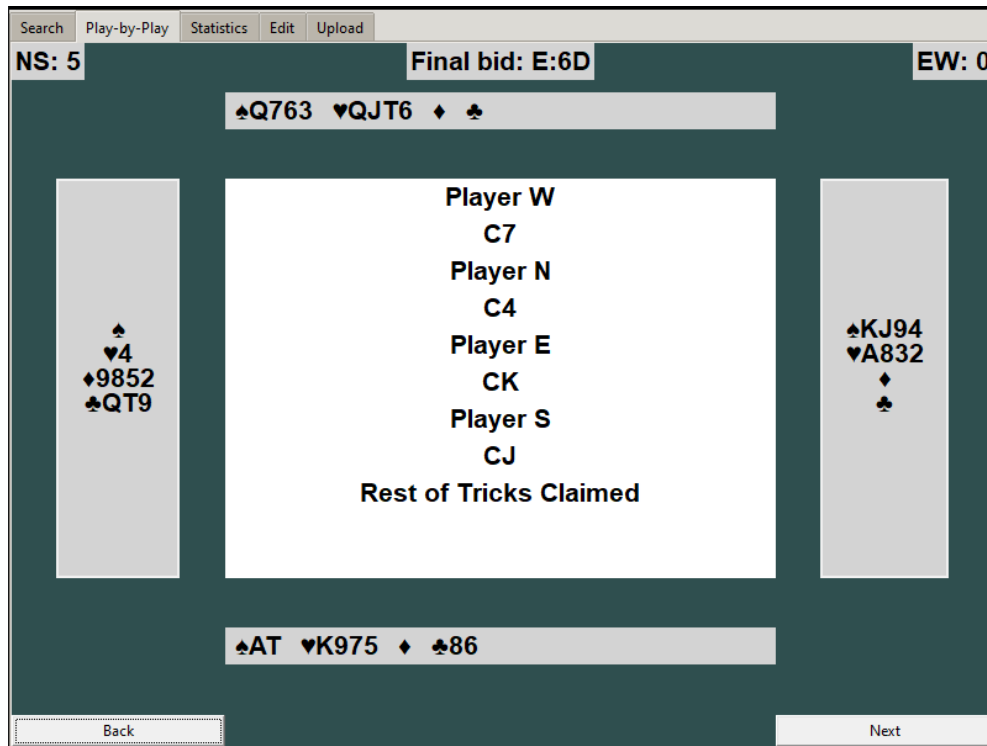 Search Play-by-Play Statistics Edit Upload
NS: 5 Final bid: E:6D EW: 0
♠Q763 ♥QJT6 ♦ ♣
Player W
C7
Player N
C4
Player E
CK
Player S
CJ
Rest of Tricks Claimed
♠
♥4
♦9852
♣QT9
♠KJ94
♥A832
♦
♣
♠AT ♥K975 ♦ ♣86
Back Next